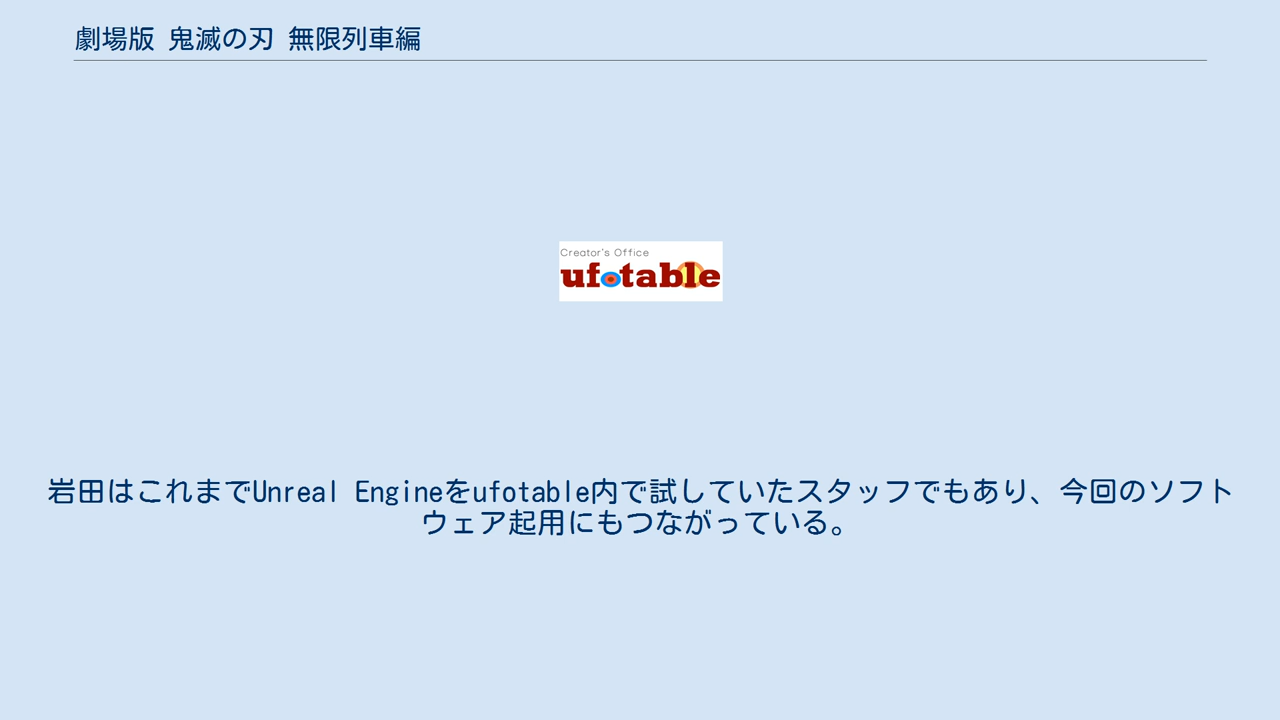 劇場版 鬼滅の刃 無限列車編
Creator's Office
ufotable
岩田はこれまでUnreal Engineをufotable内で試していたスタッフでもあり、今回のソフト
ウェア起用にもつながっている。